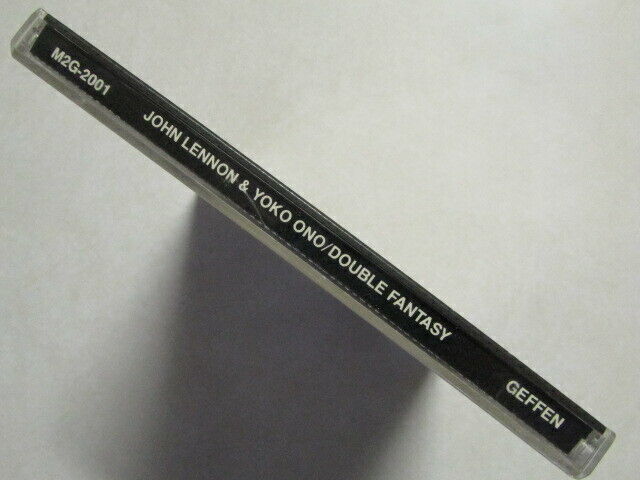 M2G-2001 JOHN LENNON & YOKO ONO/DOUBLE FANTASY GEFFEN